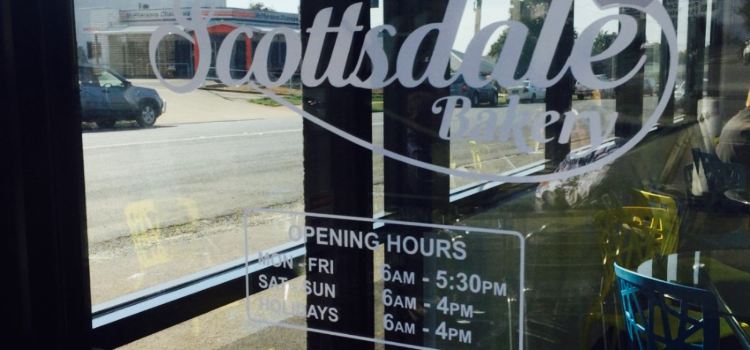 Scottsdale
Bakery
OPENING HOURS
MON - FRI 6AM - 5:30PM
SAT - SUN 6AM - 4PM
HOLIDAYS 6AM - 4PM